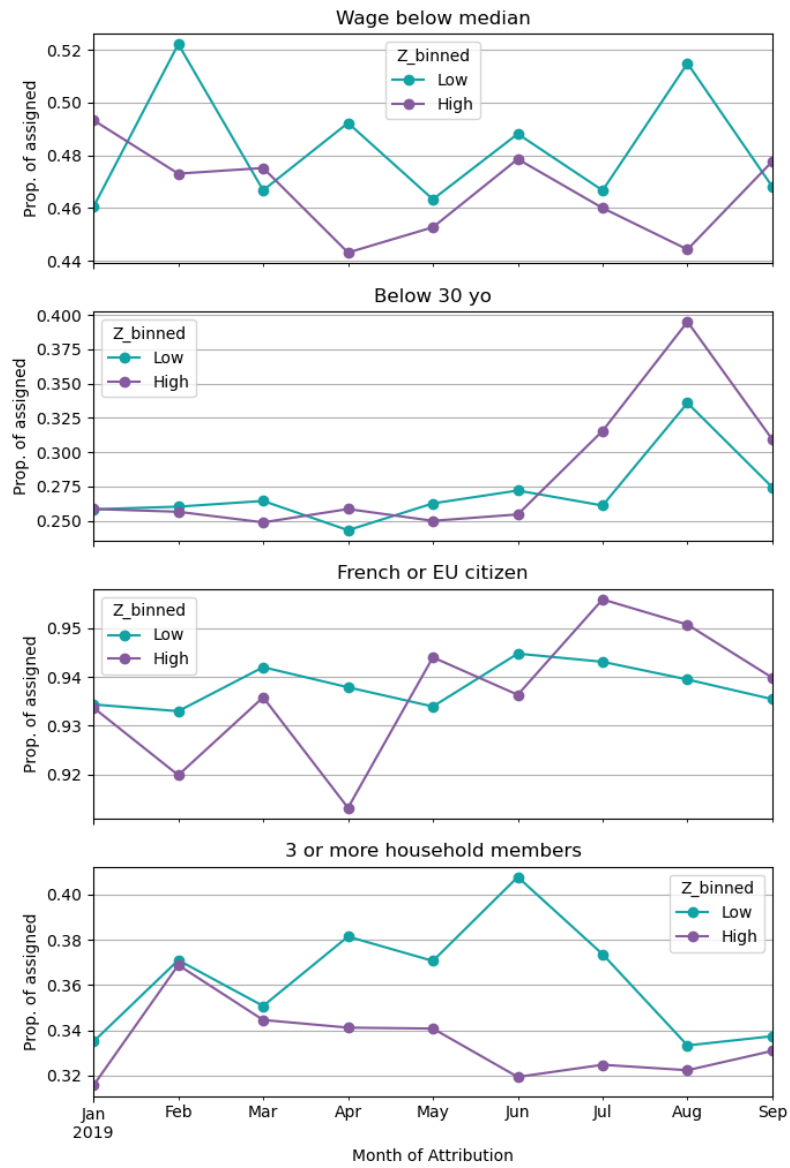 Wage below median
Prop. of assigned
0.52
0.50
0.48
0.46
0.44
Z_binned
Low
High
Below 30 yo
Prop. of assigned
0.400
0.375
0.350
0.325
0.300
0.275
0.250
Z_binned
Low
High
French or EU citizen
Prop. of assigned
0.95
0.94
0.93
0.92
Z_binned
Low
High
3 or more household members
Prop. of assigned
0.40
0.38
0.36
0.34
0.32
Z_binned
Low
High
Jan Feb Mar Apr May Jun Jul Aug Sep
2019
Month of Attribution